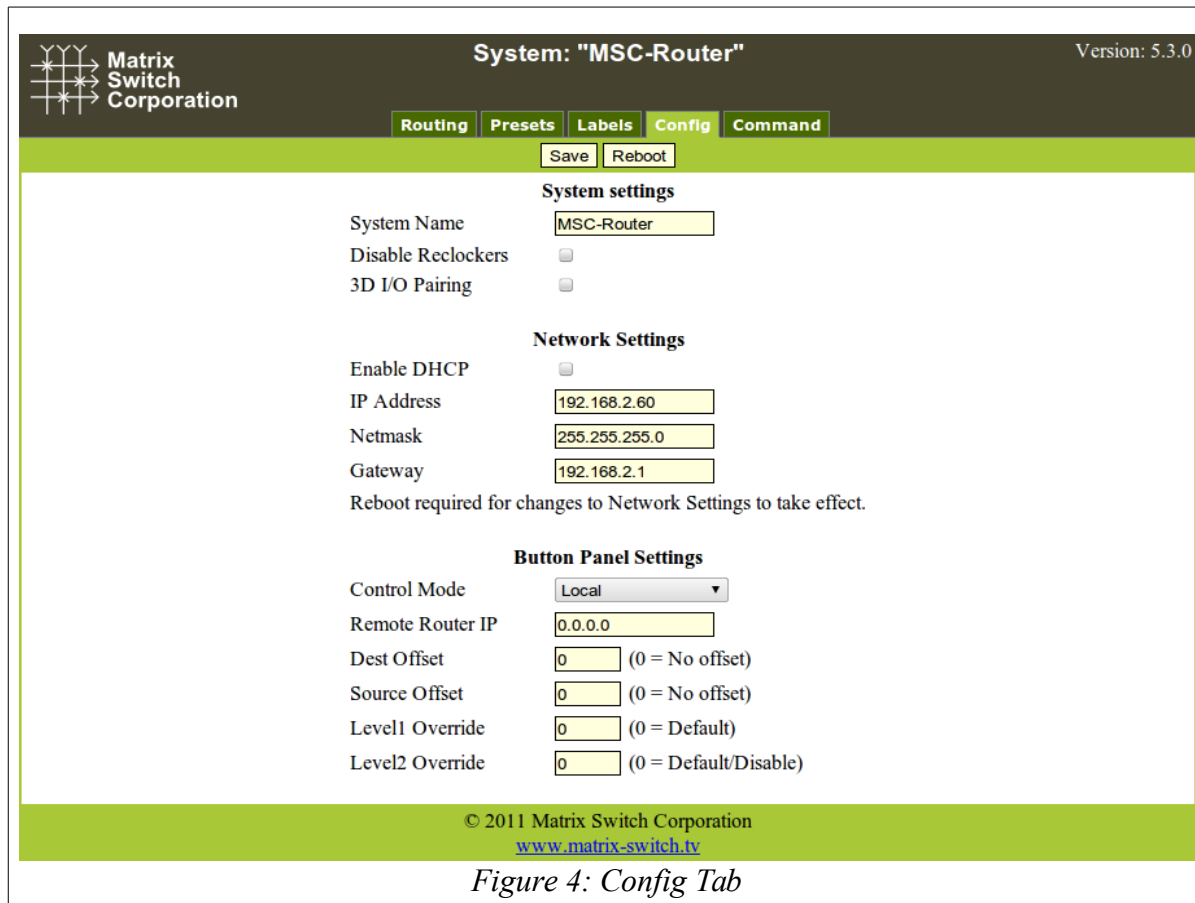 Matrix
Switch
Corporation
System: "MSC-Router"
Version: 5.3.0
Routing Presets Labels Config Command
Save Reboot
System settings
System Name MSC-Router
Disable Reclockers
3D I/O Pairing
Network Settings
Enable DHCP
IP Address 192.168.2.60
Netmask 255.255.255.0
Gateway 192.168.2.1
Reboot required for changes to Network Settings to take effect.
Button Panel Settings
Control Mode Local
Remote Router IP 0.0.0.0
Dest Offset 0 (0 = No offset)
Source Offset 0 (0 = No offset)
Level1 Override 0 (0 = Default)
Level2 Override 0 (0 = Default/Disable)
© 2011 Matrix Switch Corporation
www.matrix-switch.tv
Figure 4: Config Tab